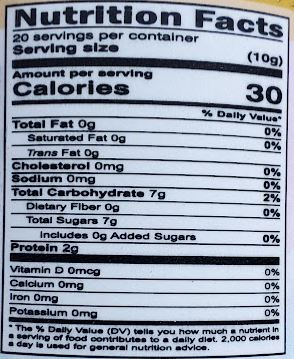 Nutrition Facts
20 servings per container
Serving size (10g)
Amount per serving
Calories 30
% Daily Value*
Total Fat 0g 0%
Saturated Fat 0g 0%
Trans Fat 0g
Cholesterol 0mg 0%
Sodium 0mg 0%
Total Carbohydrate 7g 2%
Dietary Fiber 0g 0%
Total Sugars 7g
Includes 0g Added Sugars 0%
Protein 2g
Vitamin D 0mcg 0%
Calcium 0mg 0%
Iron 0mg 0%
Potassium 0mg 0%
* The % Daily Value (DV) tells you how much a nutrient in
a serving of food contributes to a daily diet. 2,000 calories
a day is used for general nutrition advice.